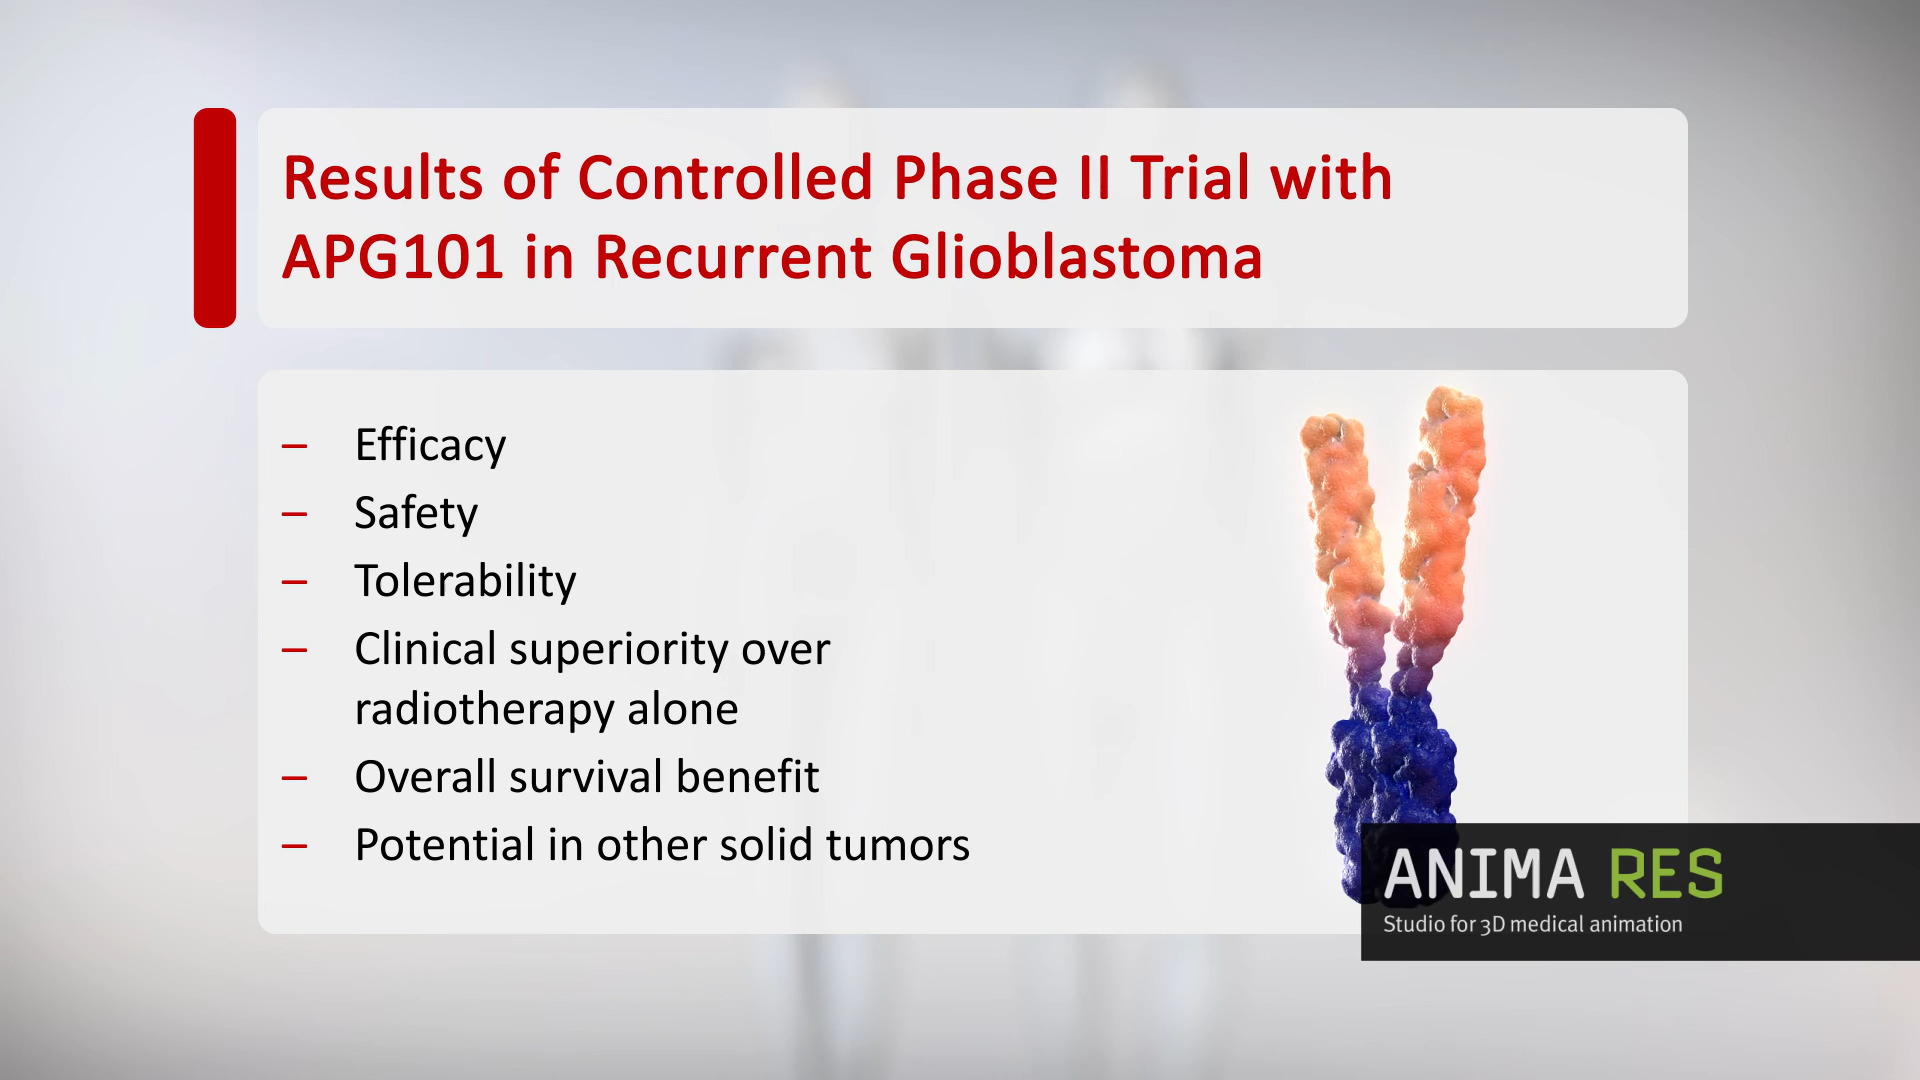 Results of Controlled Phase II Trial with
APG101 in Recurrent Glioblastoma
– Efficacy
– Safety
– Tolerability
– Clinical superiority over
radiotherapy alone
– Overall survival benefit
– Potential in other solid tumors
ANIMA RES
Studio for 3D medical animation